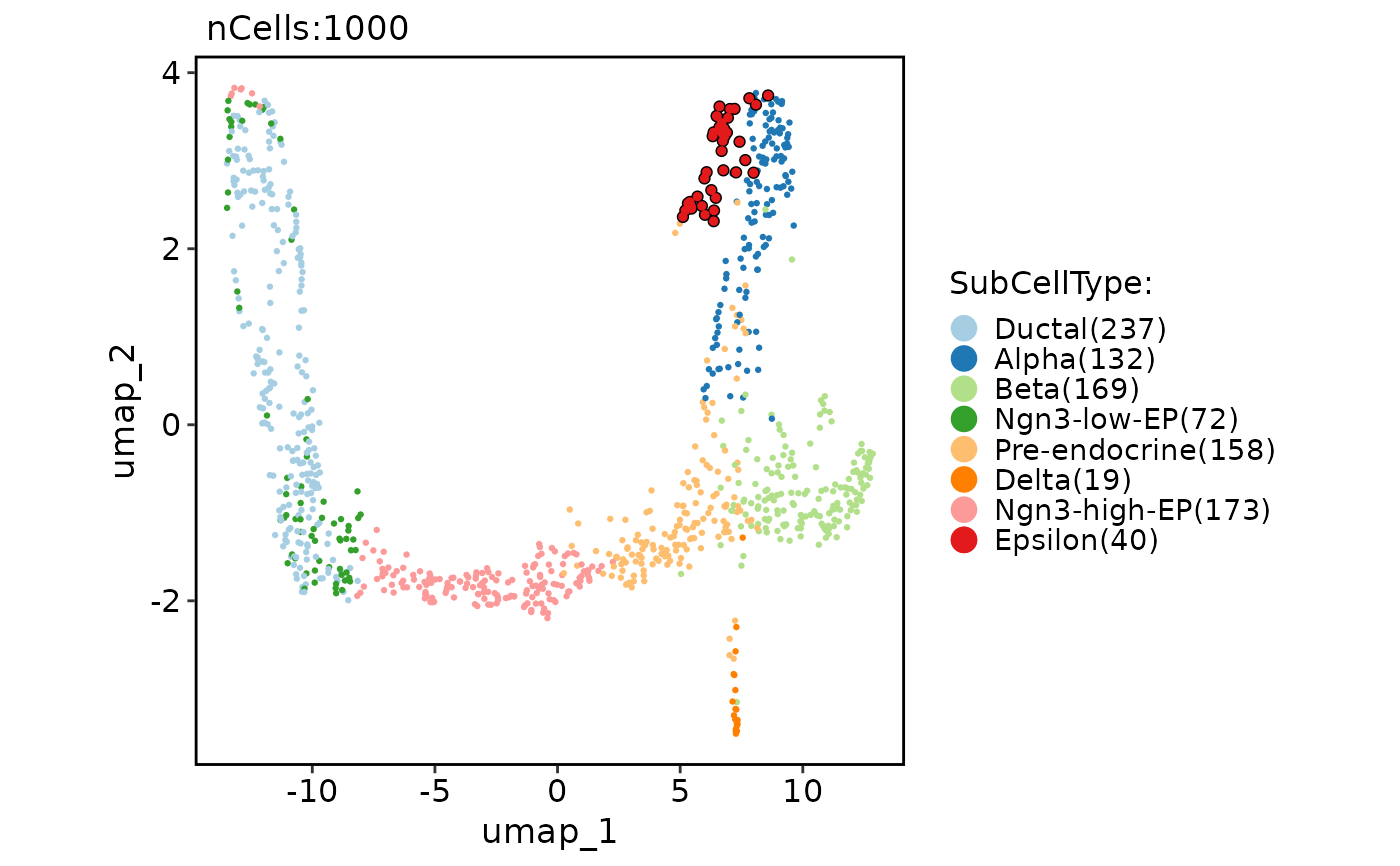 nCells:1000
4
2
0
-2
umap_2
-10
-5
0
5
10
umap_1
SubCellType:
Ductal(237)
Alpha(132)
Beta(169)
Ngn3-low-EP(72)
Pre-endocrine(158)
Delta(19)
Ngn3-high-EP(173)
Epsilon(40)